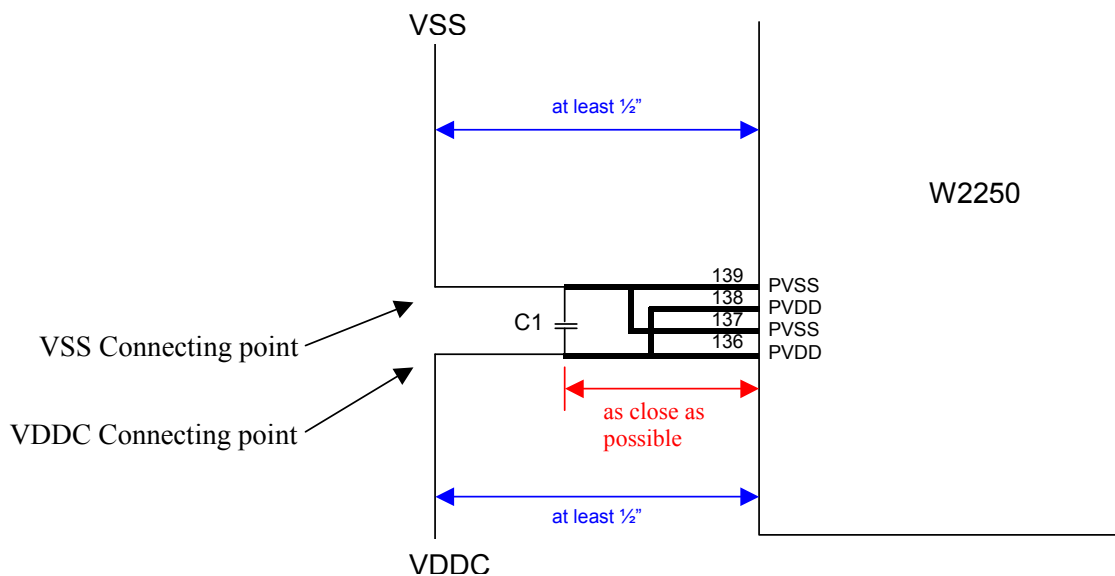 VSS
at least ½”
W2250
139
PVSS
138
PVDD
137
PVSS
136
PVDD
C1
VSS Connecting point
VDDC Connecting point
as close as
possible
at least ½”
VDDC